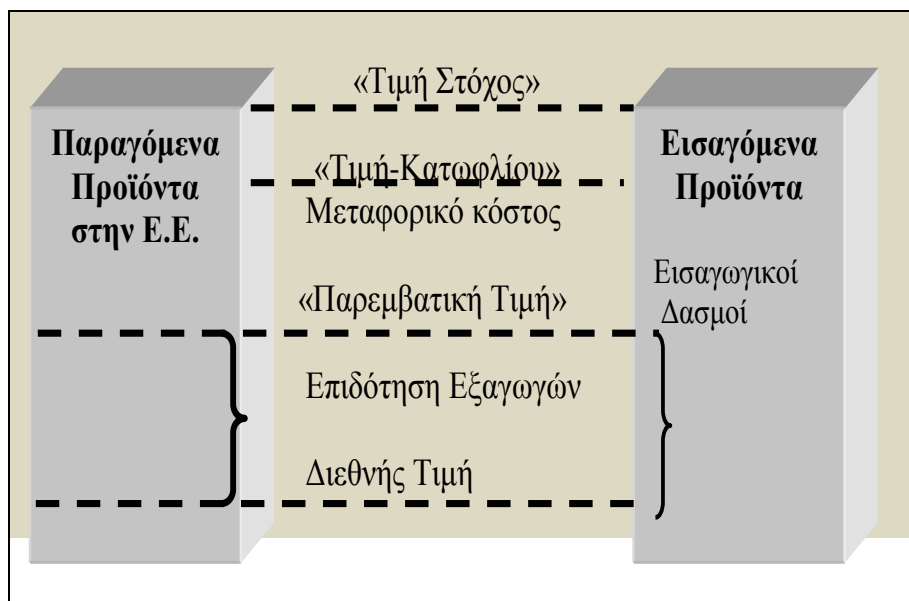 «Τιμή Στόχος»
Παραγόμενα
Προϊόντα
στην Ε.Ε.
«Τιμή-Κατωφλίου»
Μεταφορικό κόστος
«Παρεμβατική Τιμή»
Επιδότηση Εξαγωγών
Διεθνής Τιμή
Εισαγόμενα
Προϊόντα
Εισαγωγικοί
Δασμοί